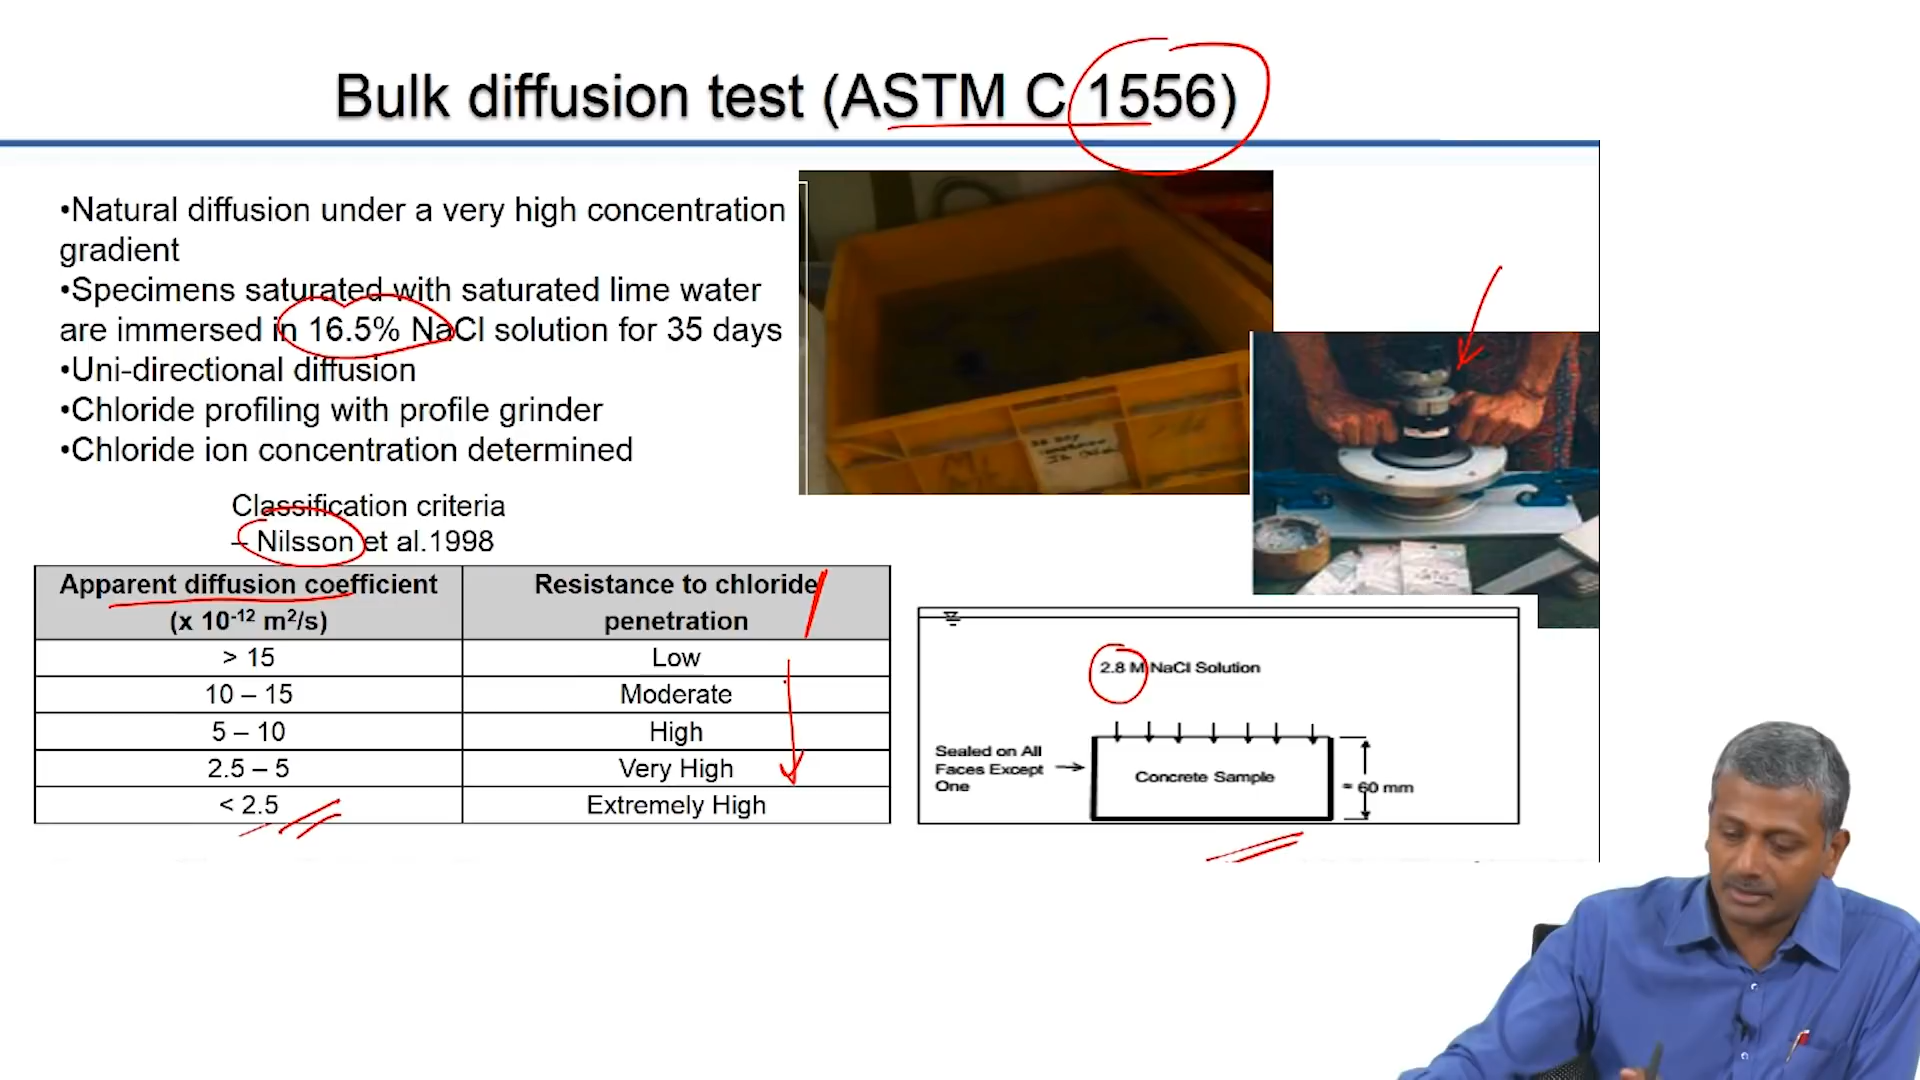 Bulk diffusion test (ASTM C 1556)
•Natural diffusion under a very high concentration
gradient
•Specimens saturated with saturated lime water
are immersed in 16.5% NaCl solution for 35 days
•Uni-directional diffusion
•Chloride profiling with profile grinder
•Chloride ion concentration determined
Classification criteria
– Nilsson et al.1998
Apparent diffusion coefficient
(x 10⁻¹² m²/s)
Resistance to chloride
penetration
> 15
Low
10 – 15
Moderate
5 – 10
High
2.5 – 5
Very High
< 2.5
Extremely High
2.8 M NaCl Solution
Sealed on All
Faces Except
One
Concrete Sample
≈ 60 mm